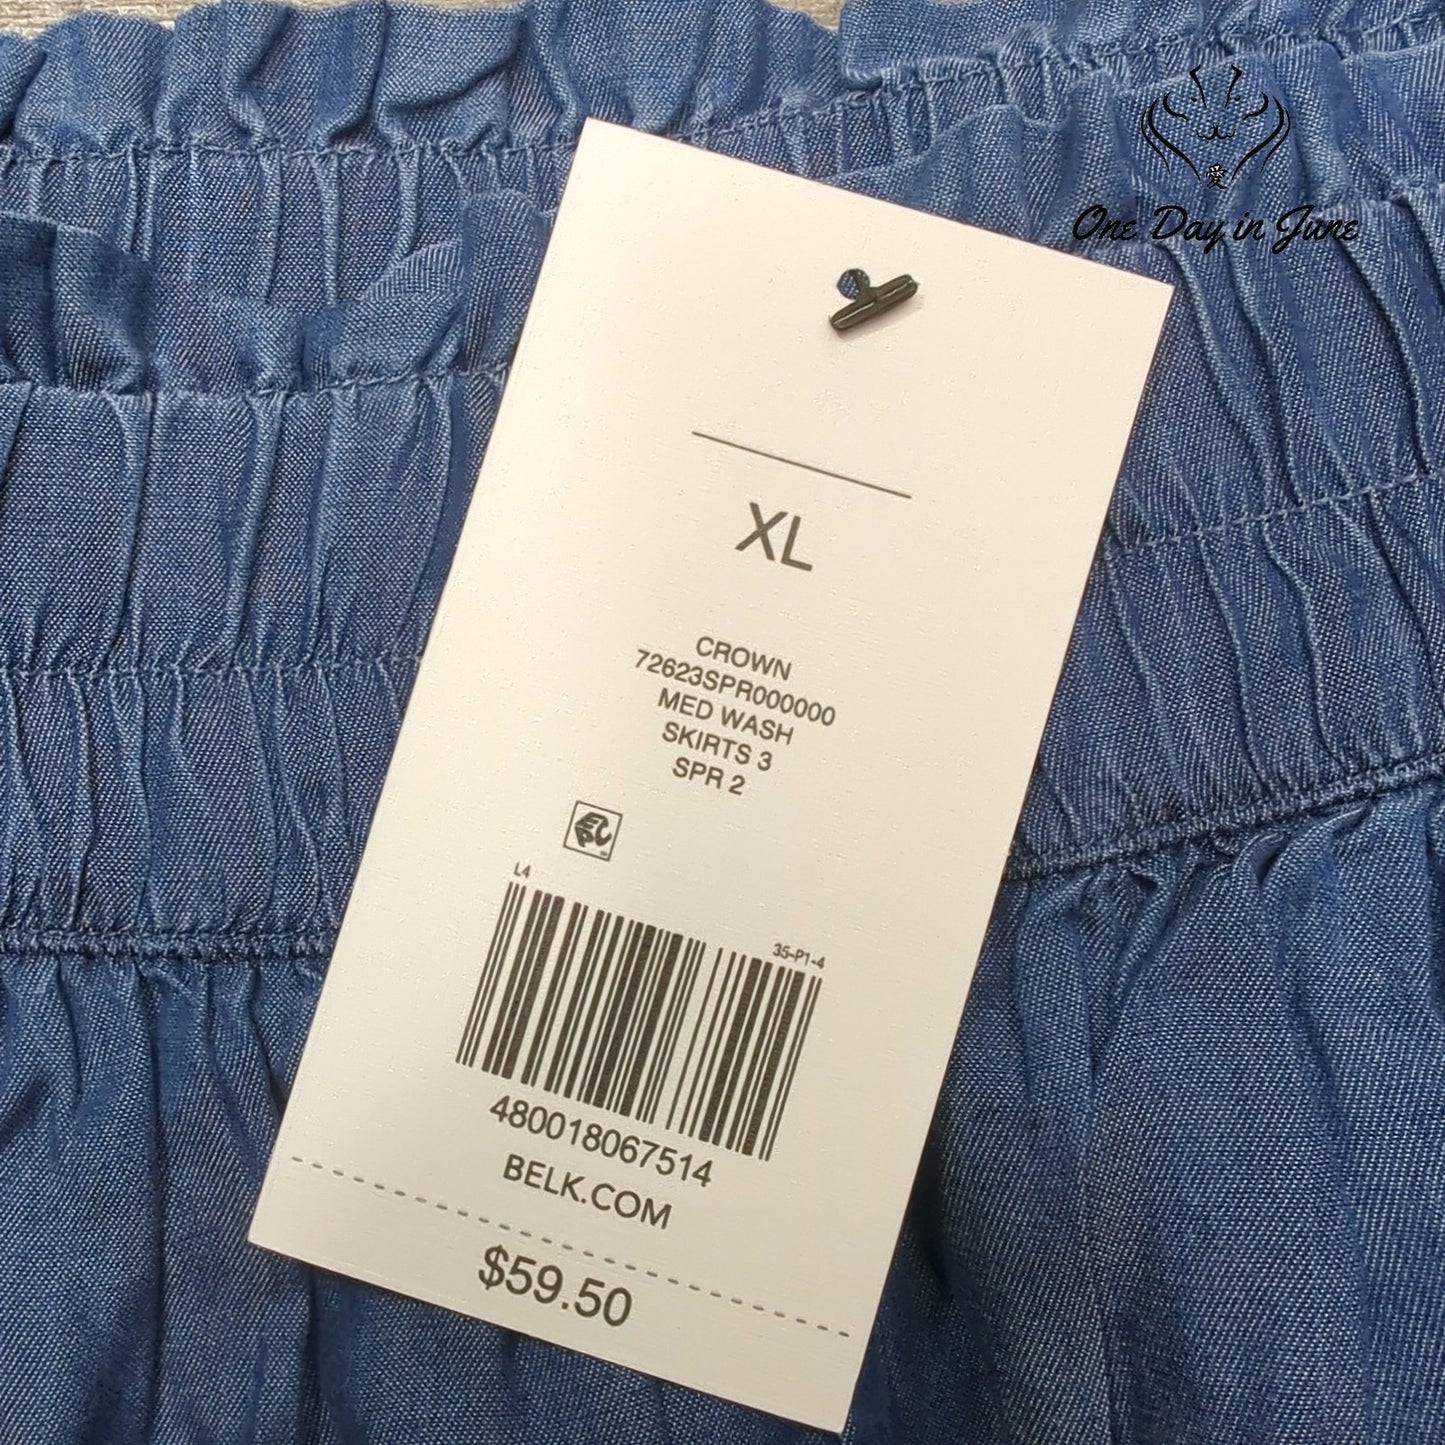 愛
One Day in June
XL
CROWN
72623SPR000000
MED WASH
SKIRTS 3
SPR 2
L4
35-P1-4
480018067514
BELK.COM
$59.50